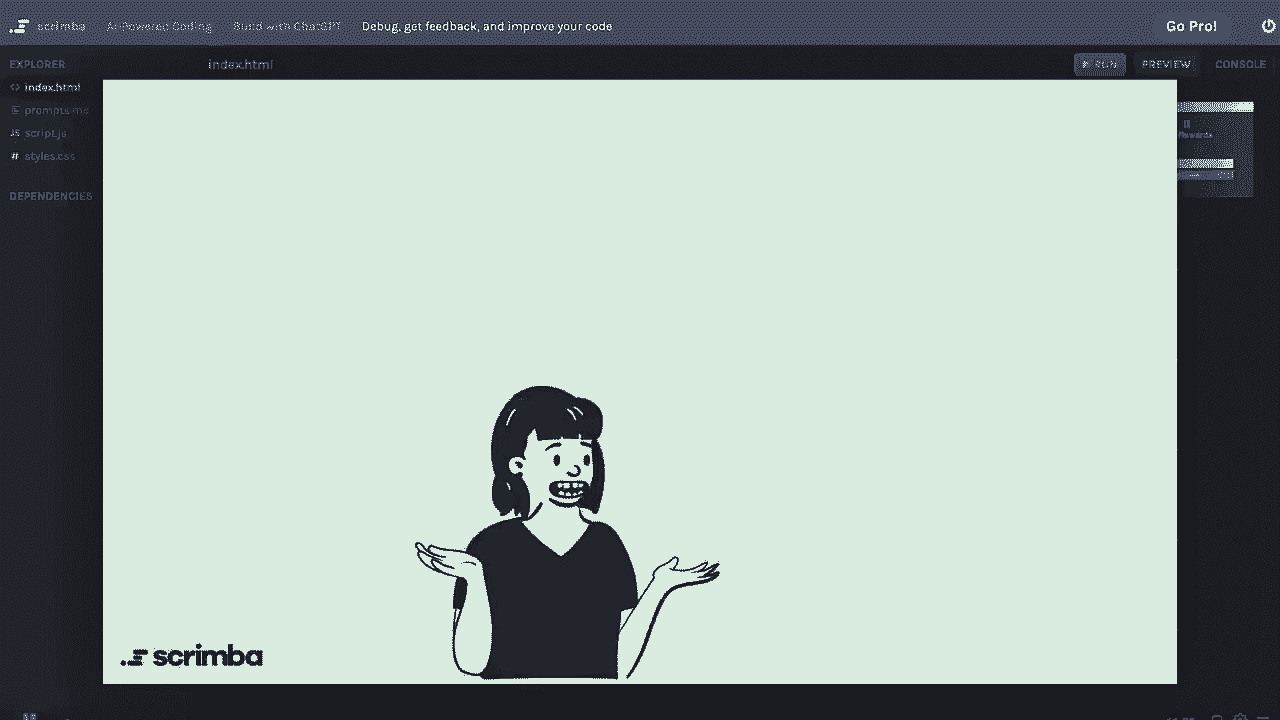 scrimba AI-Powered Coding Build with ChatGPT Debug, get feedback, and improve your code Go Pro!
EXPLORER index.html RUN PREVIEW CONSOLE
index.html
prompts.md
script.js
styles.css
DEPENDENCIES
Rewards
scrimba